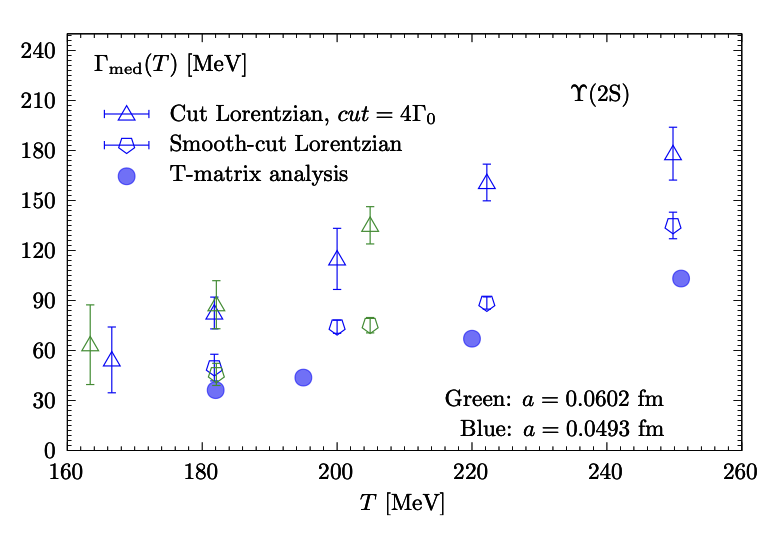 240
210
180
150
120
90
60
30
0
Γmed(T) [MeV]
ϒ(2S)
Cut Lorentzian, cut = 4Γ0
Smooth-cut Lorentzian
T-matrix analysis
Green: a = 0.0602 fm
Blue: a = 0.0493 fm
160 180 200 220 240 260
T [MeV]